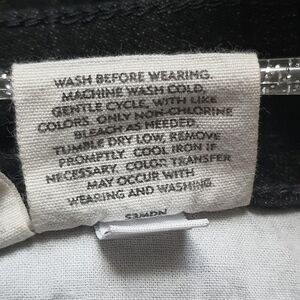 WASH BEFORE WEARING.
MACHINE WASH COLD,
GENTLE CYCLE, WITH LIKE
COLORS. ONLY NON-CHLORINE
BLEACH AS NEEDED.
TUMBLE DRY LOW, REMOVE
PROMPTLY. COOL IRON IF
NECESSARY. COLOR TRANSFER
MAY OCCUR WITH
WEARING AND WASHING.